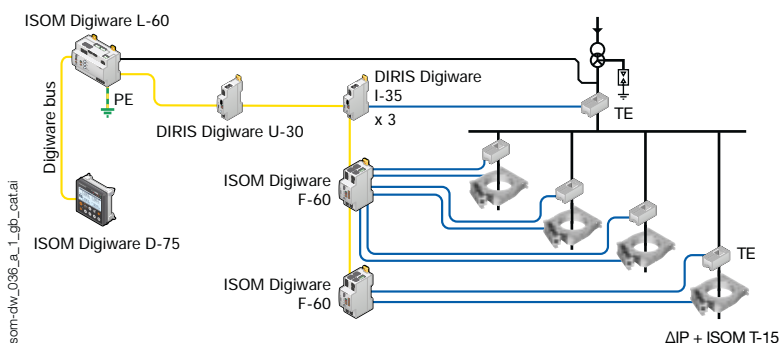 ISOM Digiware L-60
PE
Digiware bus
DIRIS Digiware U-30
DIRIS Digiware
I-35
x 3
TE
ISOM Digiware
F-60
ISOM Digiware D-75
ISOM Digiware
F-60
TE
ΔIP + ISOM T-15
som-dw_036_a_1_gb_cat.ai